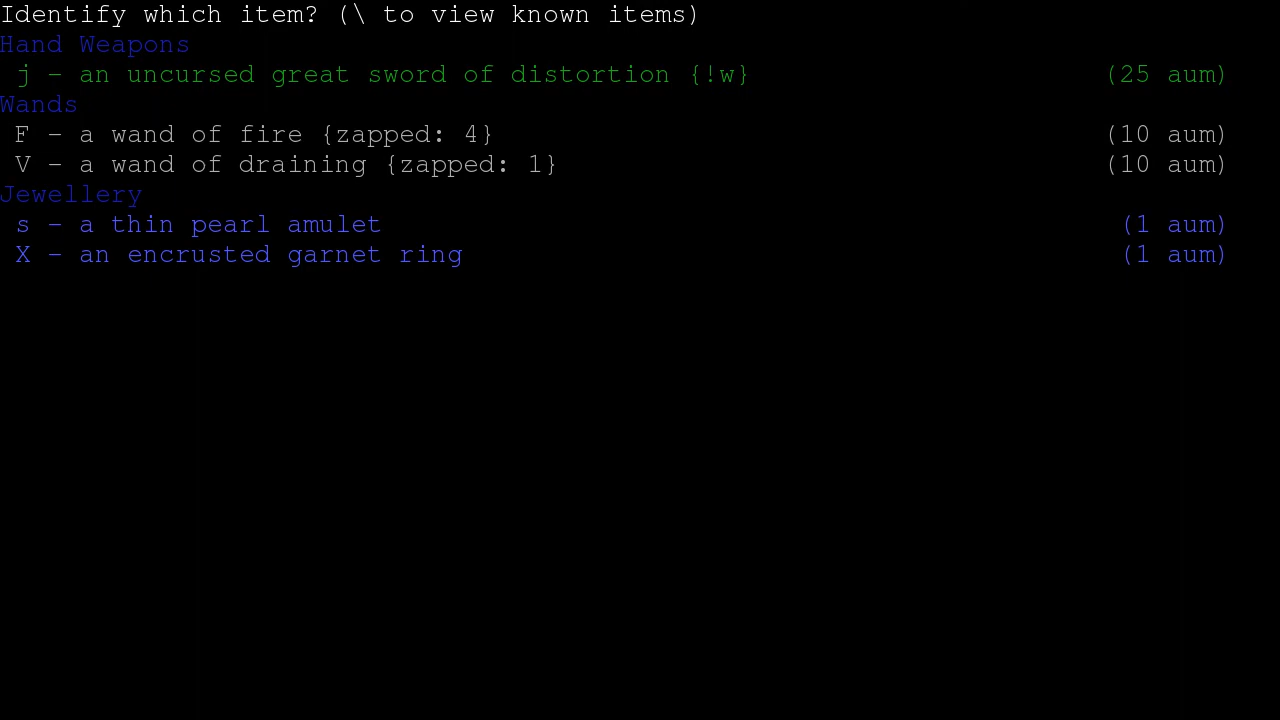 Identify which item? (\ to view known items)
Hand Weapons
j - an uncursed great sword of distortion {!w} (25 aum)
Wands
F - a wand of fire {zapped: 4} (10 aum)
V - a wand of draining {zapped: 1} (10 aum)
Jewellery
s - a thin pearl amulet (1 aum)
X - an encrusted garnet ring (1 aum)